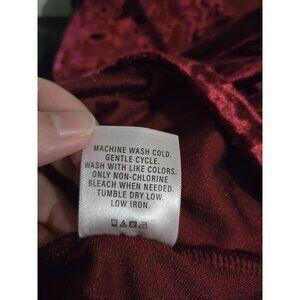 MACHINE WASH COLD.
GENTLE CYCLE.
WASH WITH LIKE COLORS.
ONLY NON-CHLORINE
BLEACH WHEN NEEDED.
TUMBLE DRY LOW.
LOW IRON.